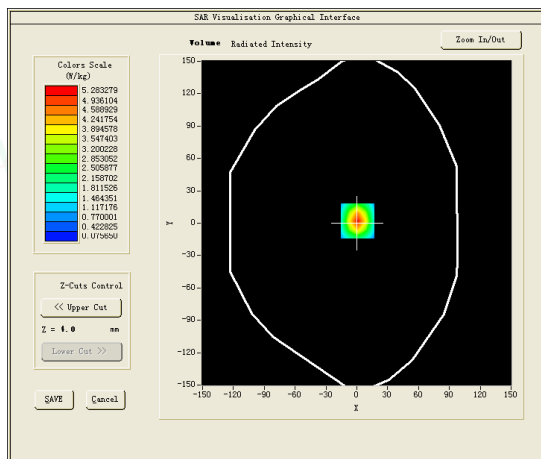 SAR Visualisation Graphical Interface
Volume Radiated Intensity
Zoom In/Out
Colors Scale
(W/kg)
5.283279
4.936104
4.588929
4.241754
3.894578
3.547403
3.200228
2.853052
2.505877
2.158702
1.811526
1.464351
1.117176
0.770001
0.422825
0.075650
Z-Cuts Control
<< Upper Cut
Z = 4.0 mm
Lower Cut >>
SAVE Cancel
150
120
90
60
30
0
-30
-60
-90
-120
-150
Y
-150 -120 -90 -60 -30 0 30 60 90 120 150
X